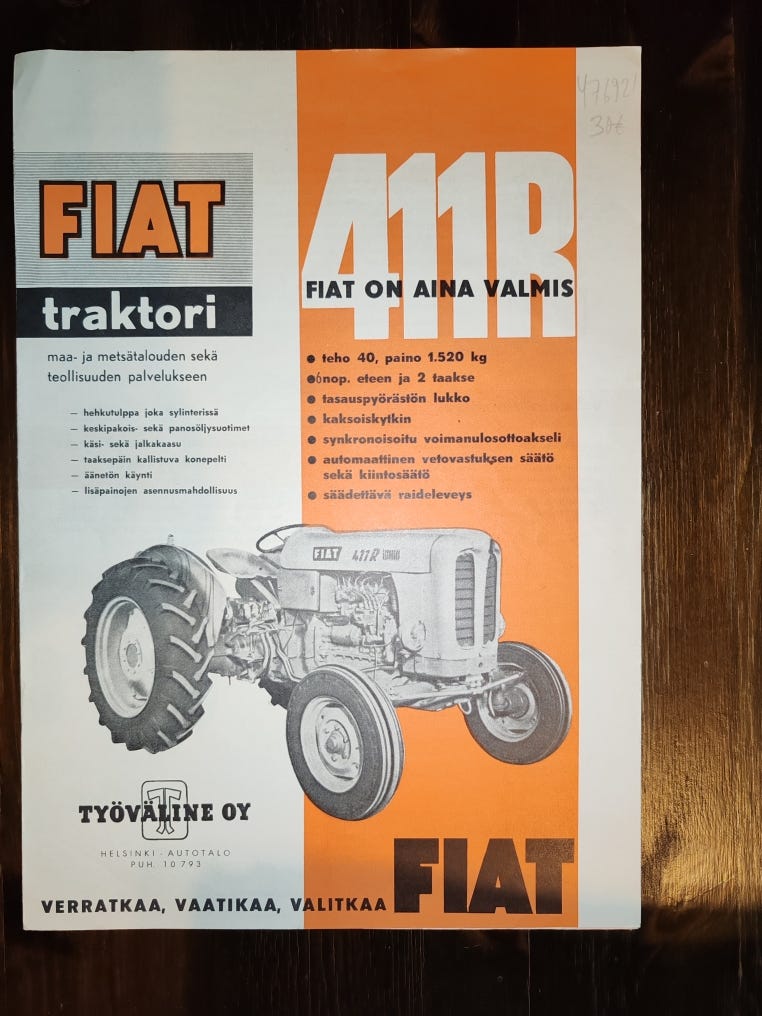 47692
30€
FIAT
traktori
maa- ja metsätalouden sekä
teollisuuden palvelukseen
— hehkutulppa joka sylinterissä
— keskipakois- sekä panosöljysuotimet
— käsi- sekä jalkakaasu
— taaksepäin kallistuva konepelti
— äänetön käynti
— lisäpainojen asennusmahdollisuus
411R
FIAT ON AINA VALMIS
● teho 40, paino 1.520 kg
● 6 nop. eteen ja 2 taakse
● tasauspyörästön lukko
● kaksoiskytkin
● synkronoisoitu voimanulosottoakseli
● automaattinen vetovastuksen säätö
sekä kiintosäätö
● säädettävä raideleveys
FIAT 411R
TYÖVÄLINE OY
HELSINKI - AUTOTALO
PUH. 10 793
VERRATKAA, VAATIKAA, VALITKAA FIAT